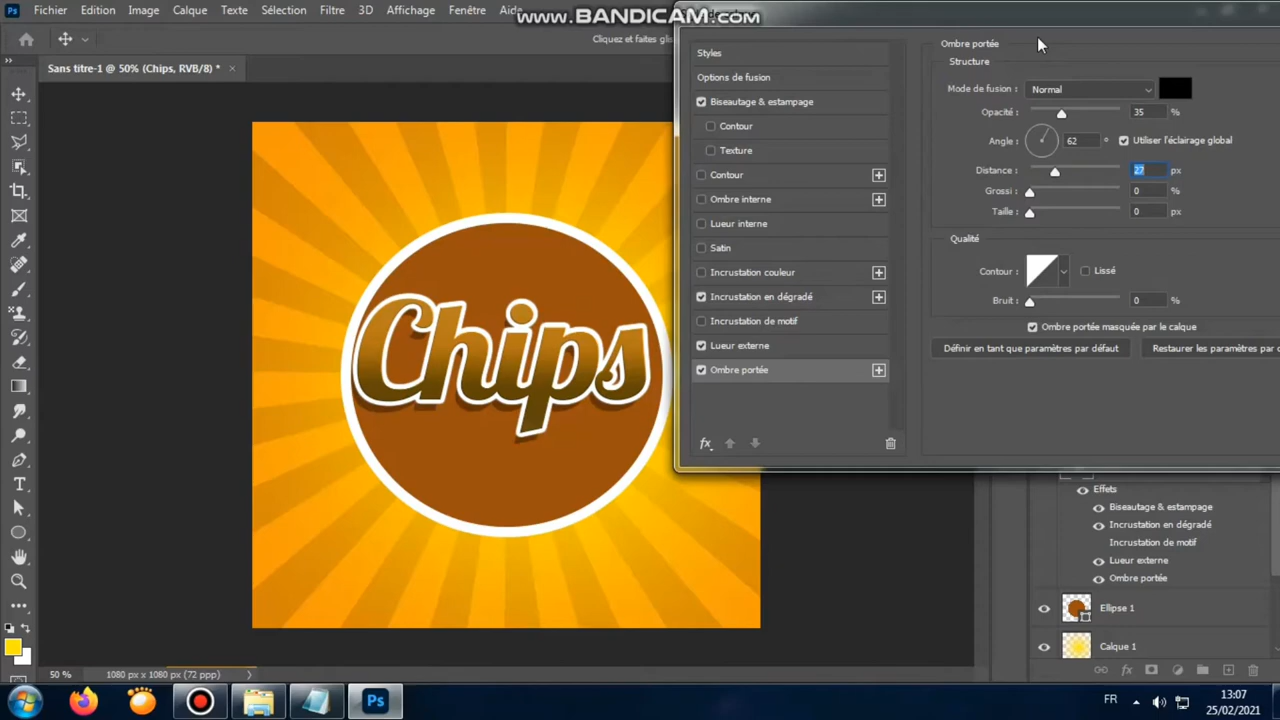 Ps Fichier Edition Image Calque Texte Sélection Filtre 3D Affichage Fenêtre
www.BANDICAM.com
Cliquez et faites
Sans titre-1 @ 50% (Chips, RVB/8) *
Styles
Options de fusion
Biseautage & estampage
Contour
Texture
Contour
Ombre interne
Lueur interne
Satin
Incrustation couleur
Incrustation en dégradé
Incrustation de motif
Lueur externe
Ombre portée
fx
Ombre portée
Structure
Mode de fusion : Normal
Opacité : 35 %
Angle : 62 ° Utiliser l'éclairage global
Distance : 27 px
Grossi : 0 %
Taille : 0 px
Qualité
Contour : Lissé
Bruit : 0 %
Ombre portée masquée par le calque
Définir en tant que paramètres par défaut Restaurer les paramètres par
Chips
Effets
Biseautage & estampage
Incrustation en dégradé
Incrustation de motif
Lueur externe
Ombre portée
Ellipse 1
Calque 1
fx
50 % 1080 px x 1080 px (72 ppp)
Ps
FR
13:07
25/02/2021